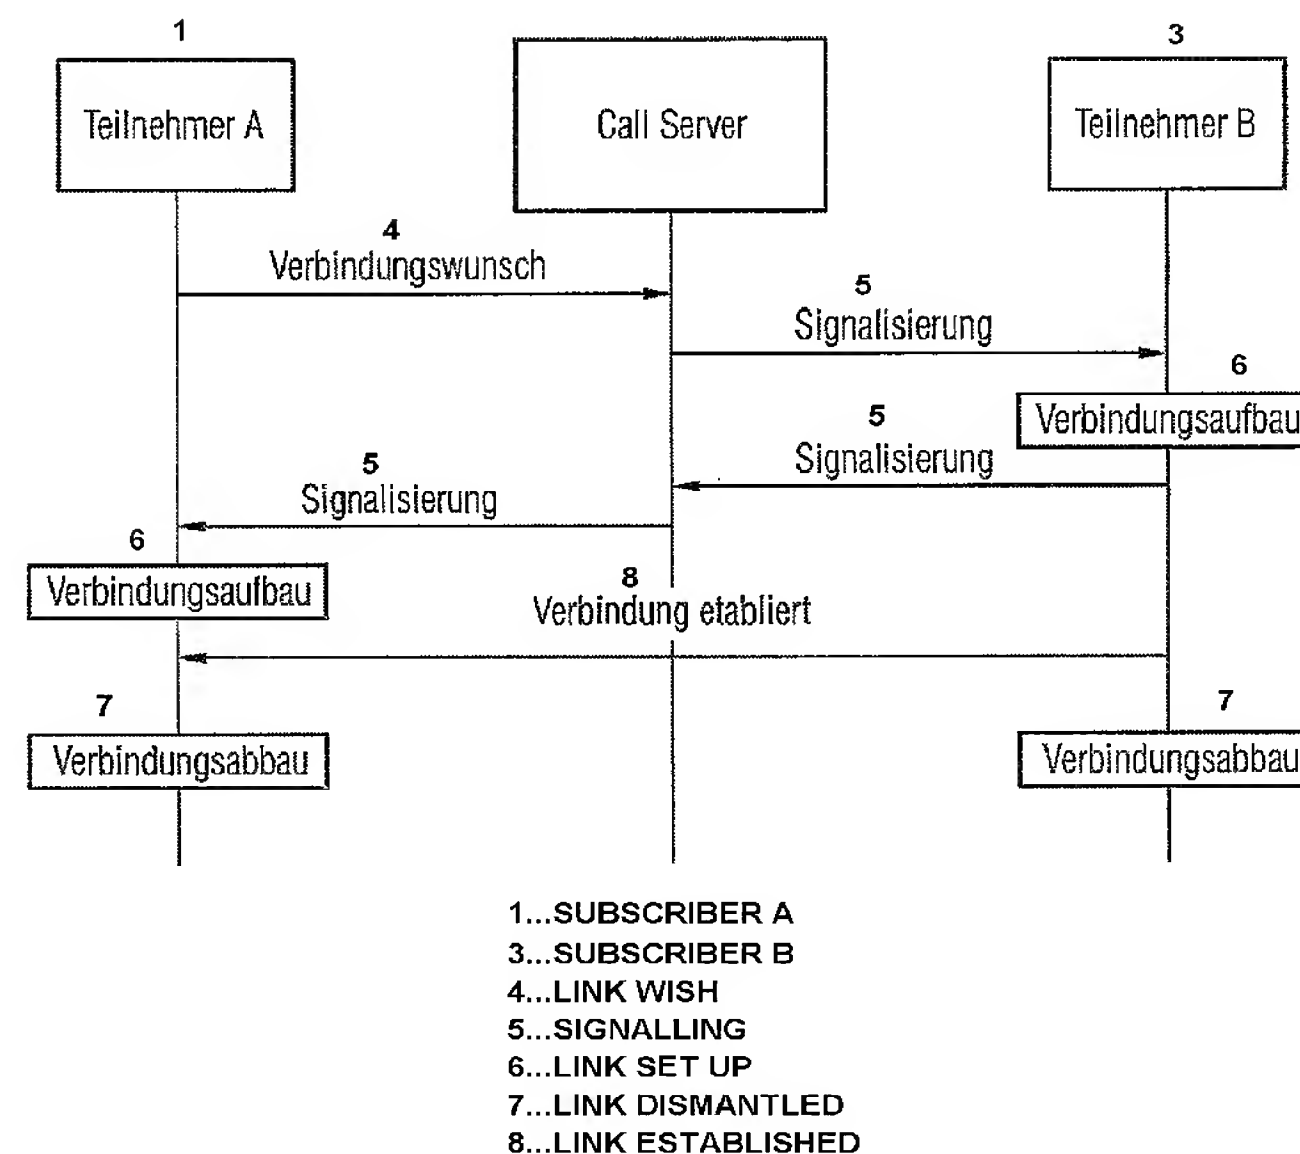 1
3
Teilnehmer A
Call Server
Teilnehmer B
4
Verbindungswunsch
5
Signalisierung
6
Verbindungsaufbau
5
Signalisierung
5
Signalisierung
6
Verbindungsaufbau
8
Verbindung etabliert
7
Verbindungsabbau
7
Verbindungsabbau
1...SUBSCRIBER A
3...SUBSCRIBER B
4...LINK WISH
5...SIGNALLING
6...LINK SET UP
7...LINK DISMANTLED
8...LINK ESTABLISHED